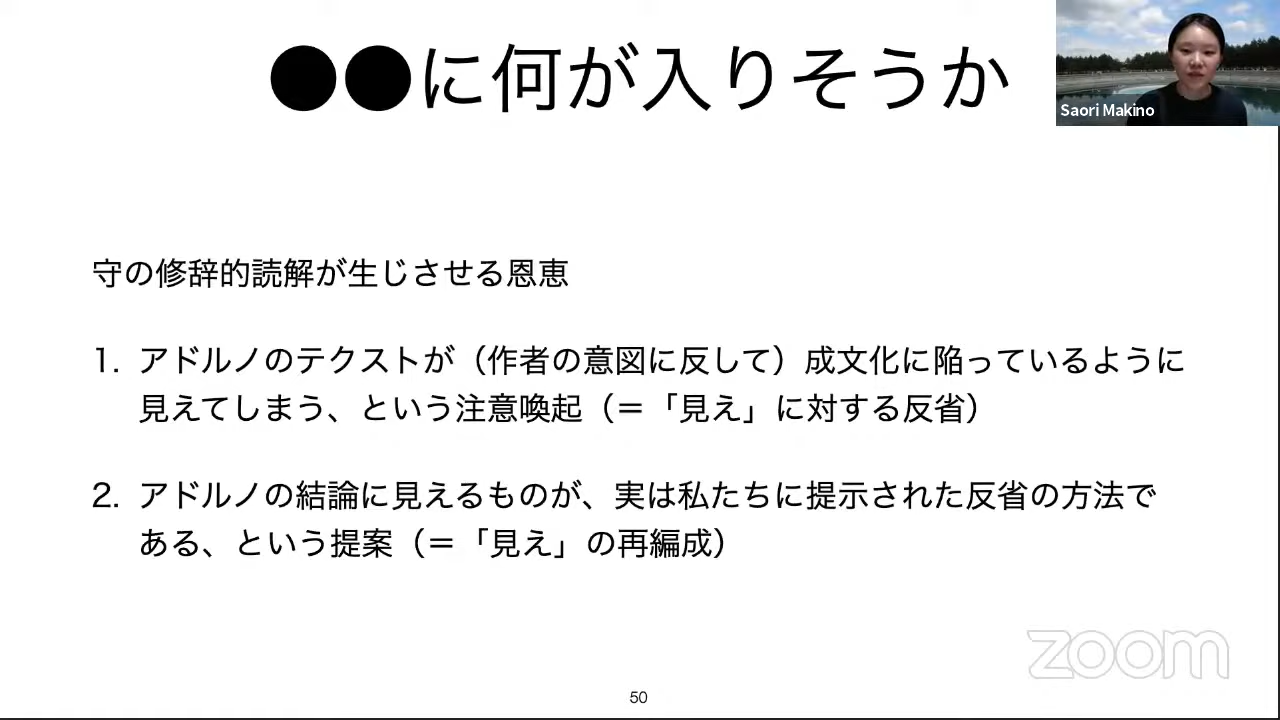 ●●に何が入りそうか
Saori Makino
守の修辞的読解が生じさせる恩恵
1. アドルノのテクストが（作者の意図に反して）成文化に陥っているように
見えてしまう、という注意喚起（＝「見え」に対する反省）
2. アドルノの結論に見えるものが、実は私たちに提示された反省の方法で
ある、という提案（＝「見え」の再編成）
zoom
50